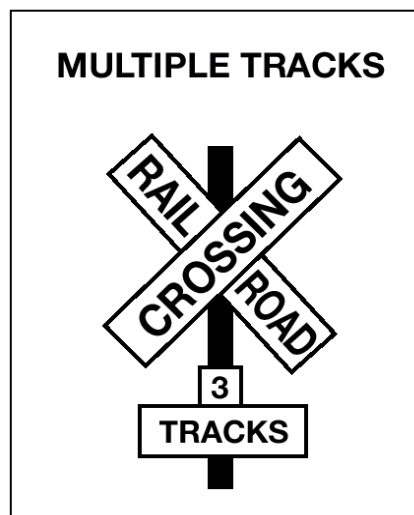 MULTIPLE TRACKS
RAIL
CROSSING
ROAD
3
TRACKS